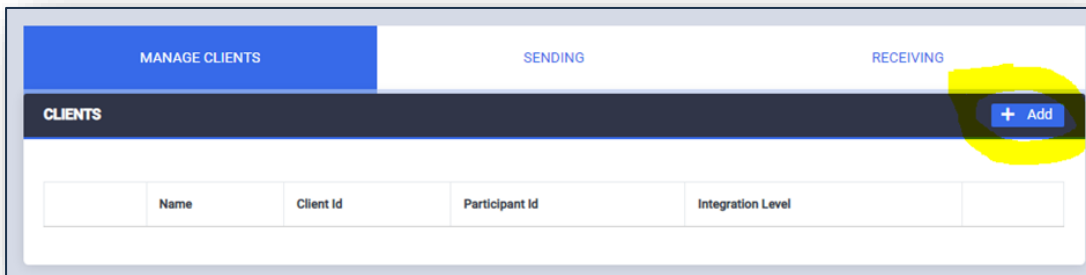 MANAGE CLIENTS SENDING RECEIVING
CLIENTS + Add
Name Client Id Participant Id Integration Level